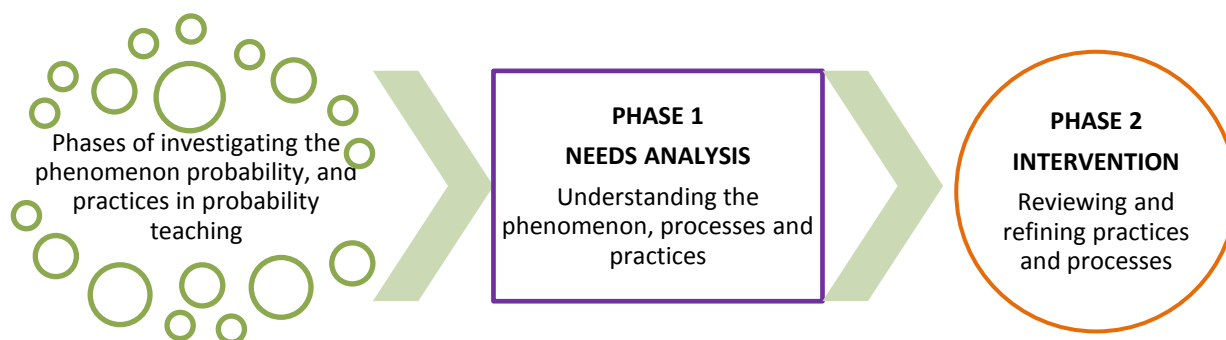 Phases of investigating the
phenomenon probability, and
practices in probability
teaching
PHASE 1
NEEDS ANALYSIS
Understanding the
phenomenon, processes and
practices
PHASE 2
INTERVENTION
Reviewing and
refining practices
and processes